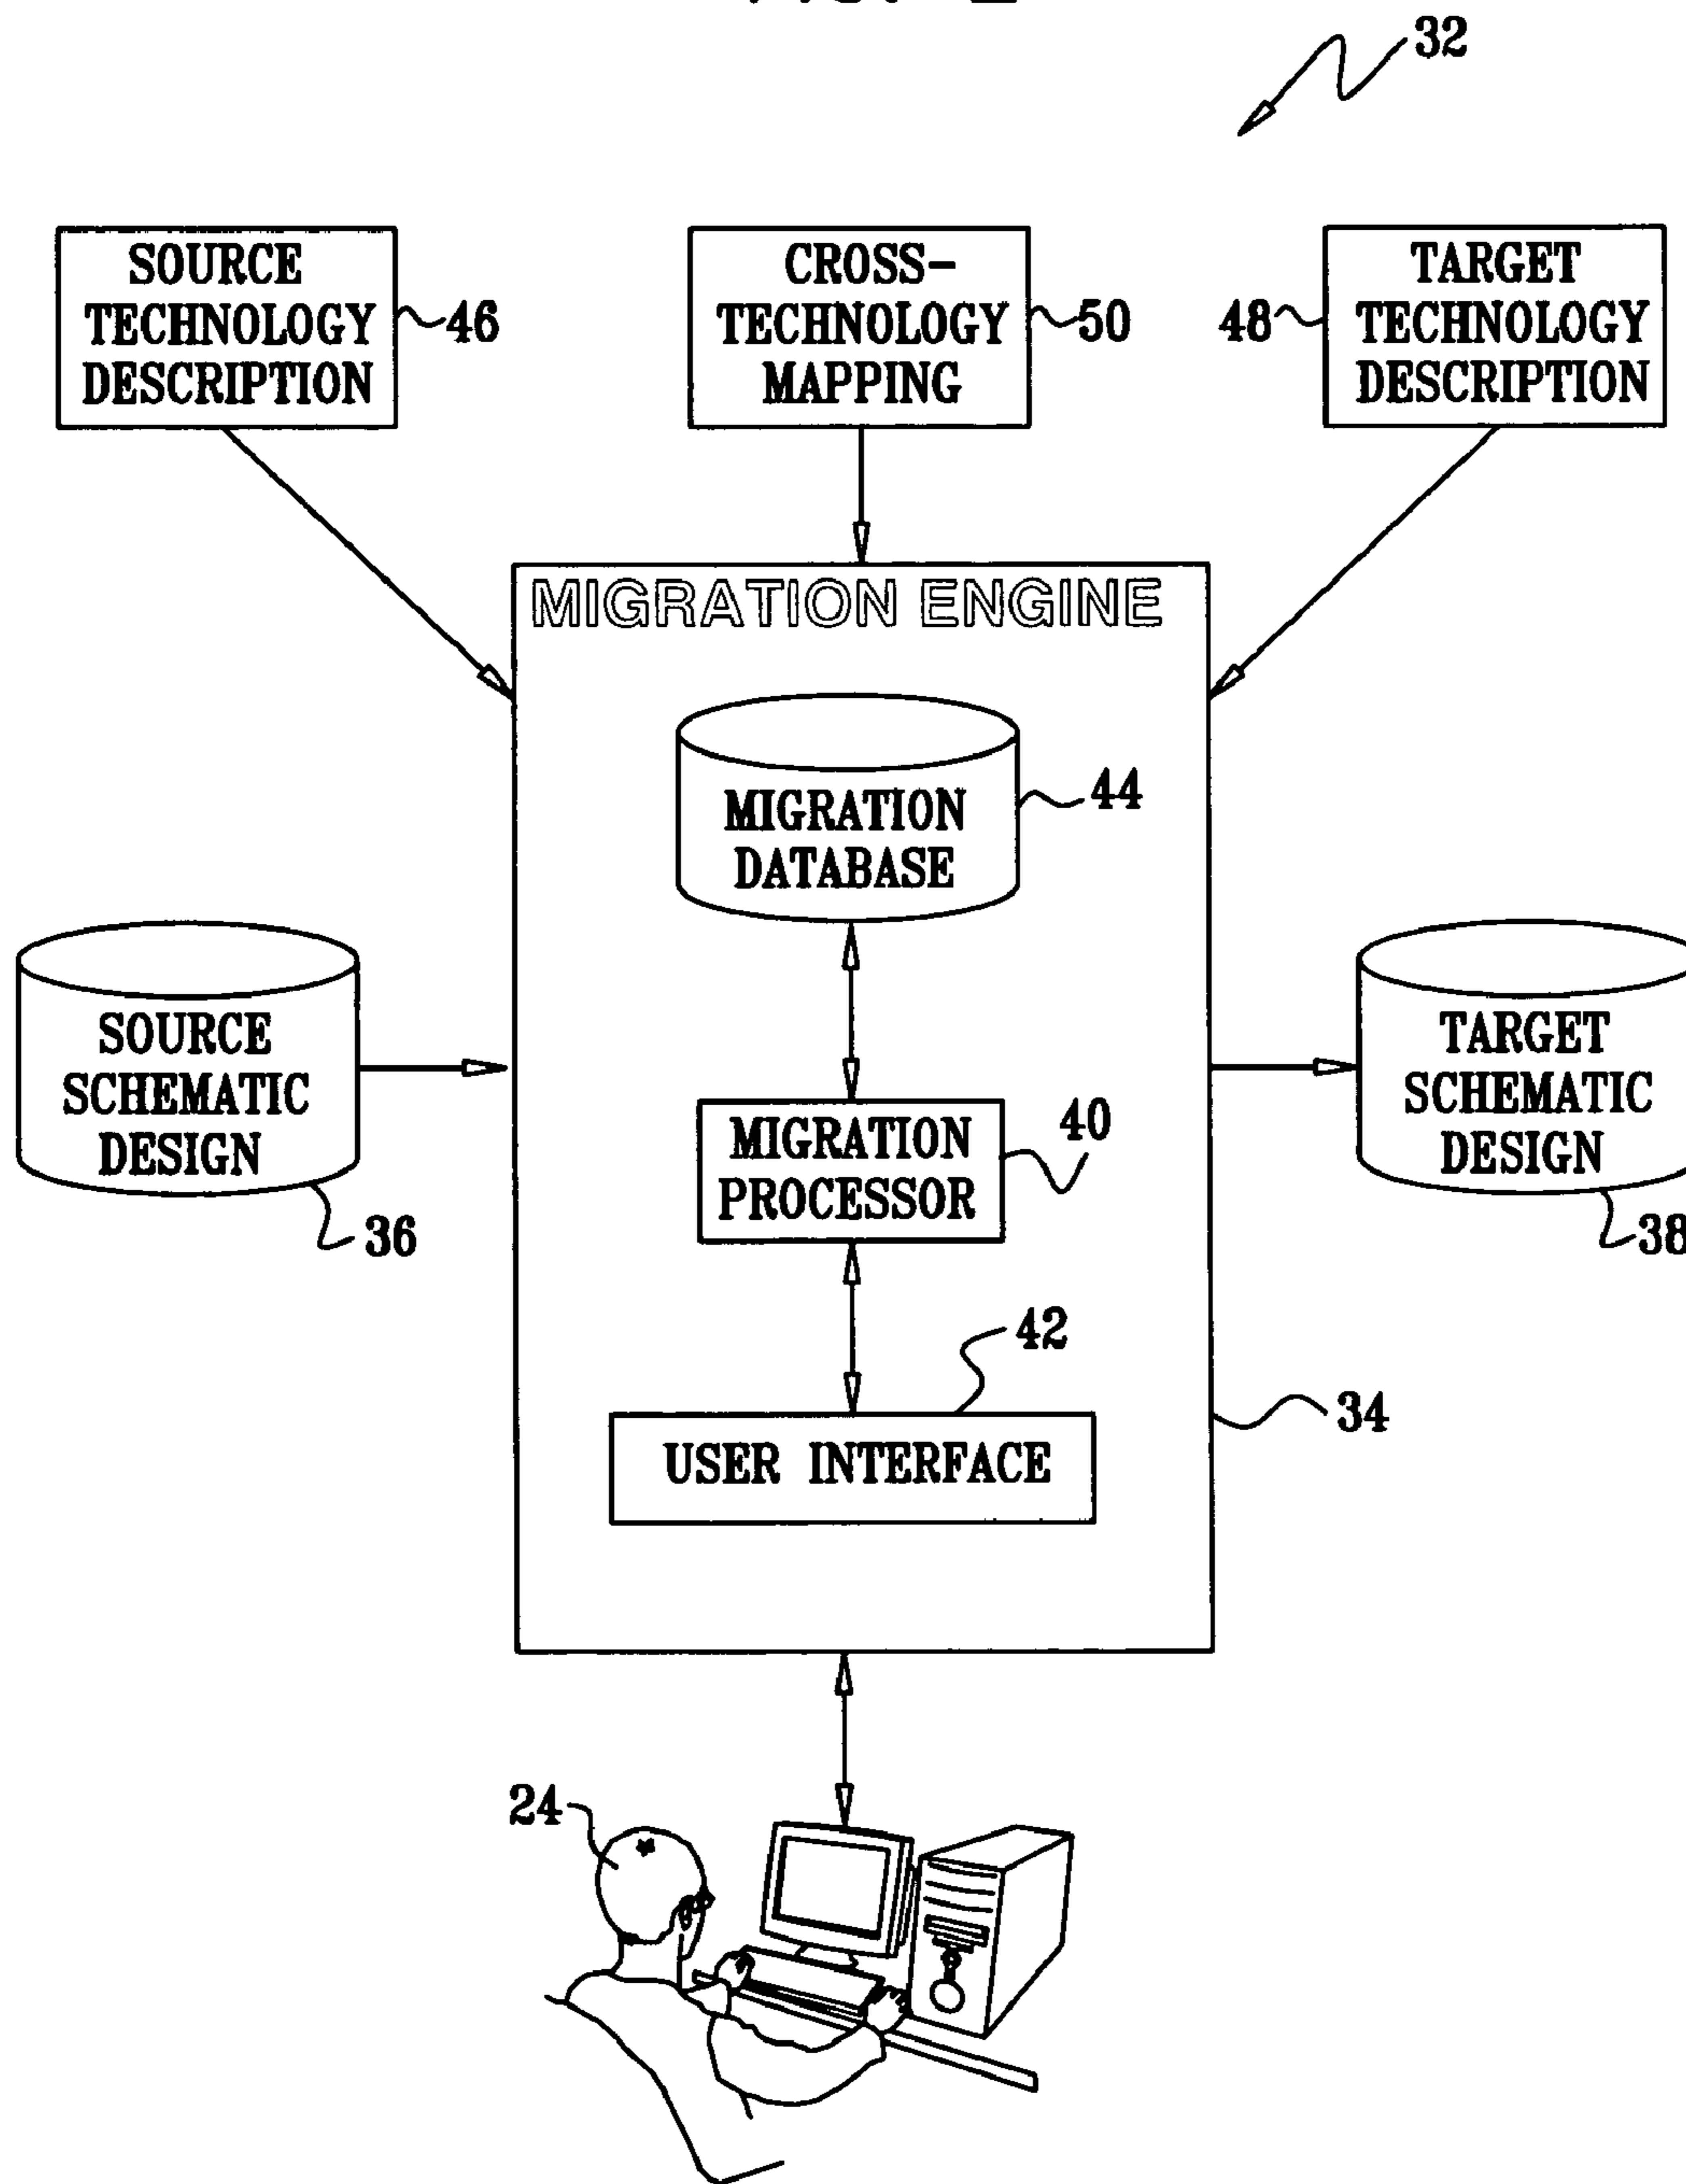 32
SOURCE
TECHNOLOGY
DESCRIPTION
46
CROSS-
TECHNOLOGY
MAPPING
50
48
TARGET
TECHNOLOGY
DESCRIPTION
MIGRATION ENGINE
MIGRATION
DATABASE
44
SOURCE
SCHEMATIC
DESIGN
36
MIGRATION
PROCESSOR
40
TARGET
SCHEMATIC
DESIGN
38
42
USER INTERFACE
34
24